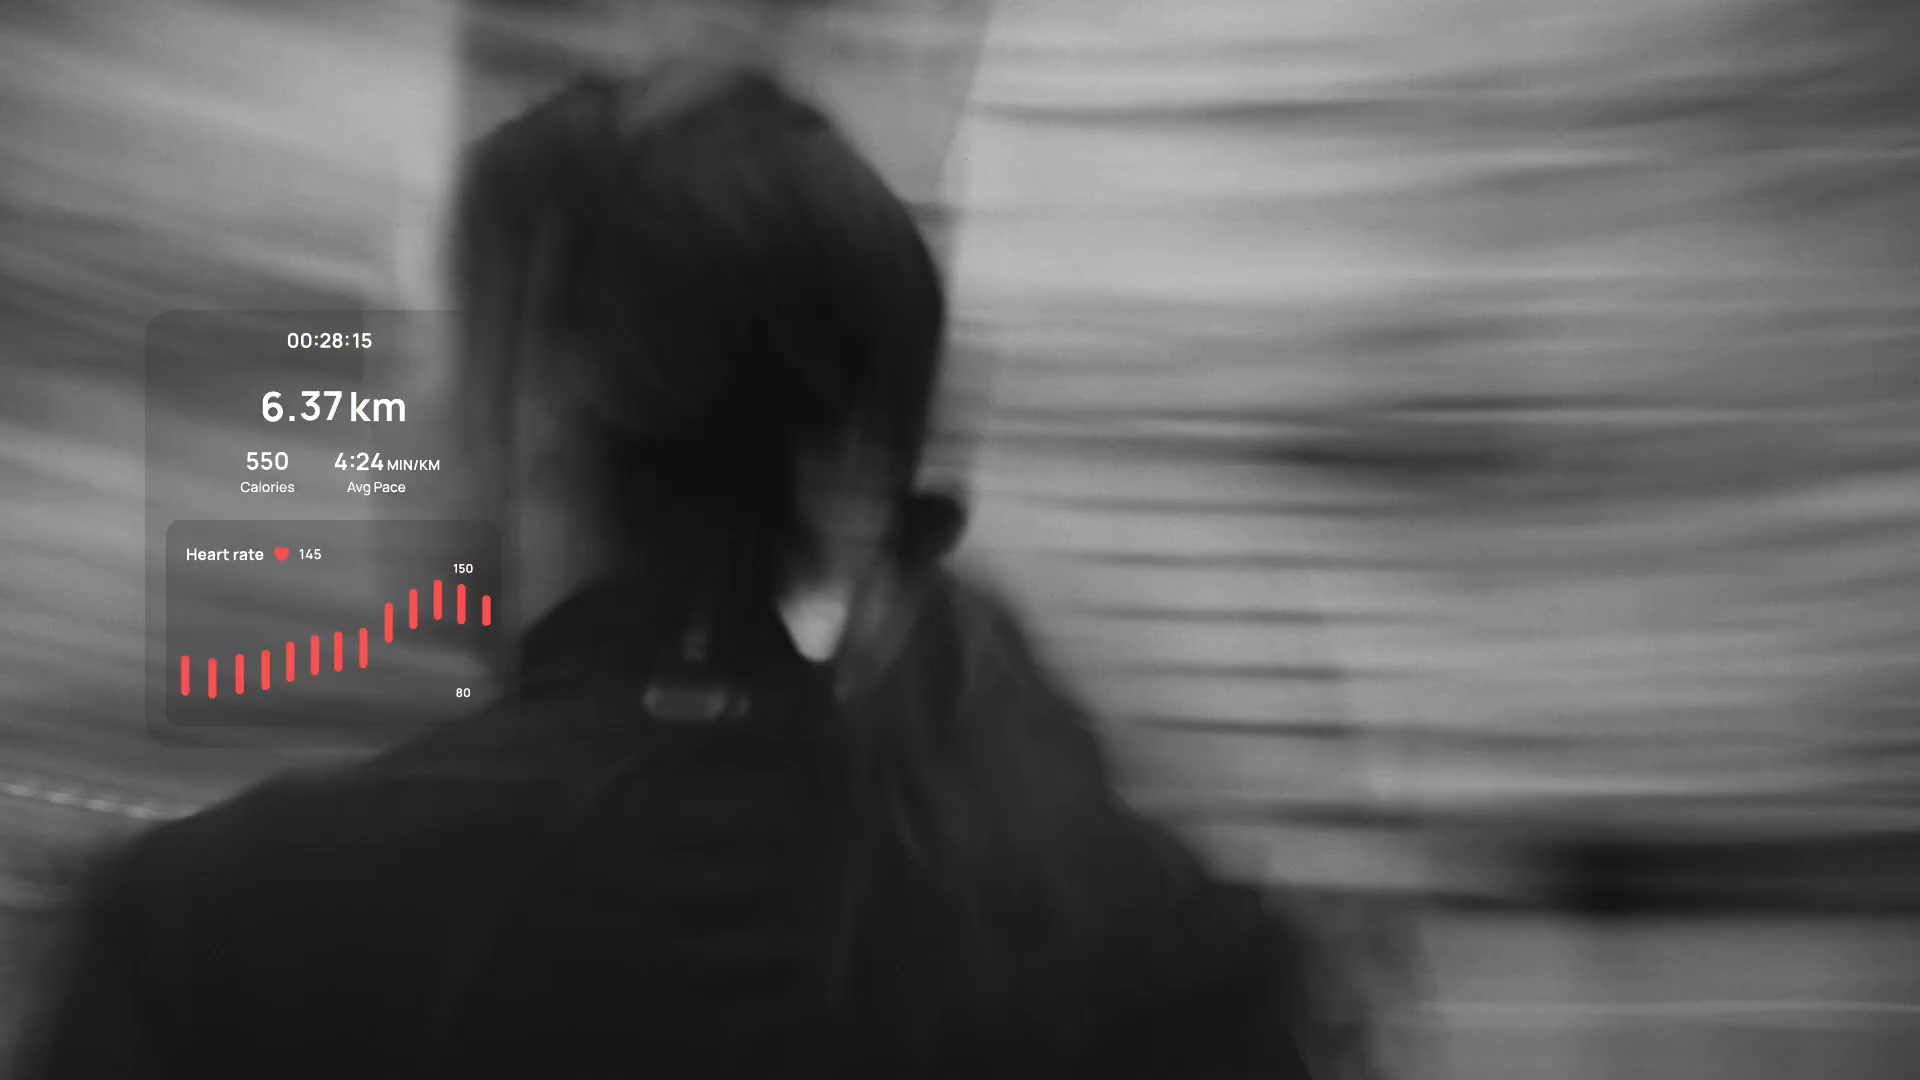 00:28:15
6.37 km
550 4:24 MIN/KM
Calories Avg Pace
Heart rate 145
150
80